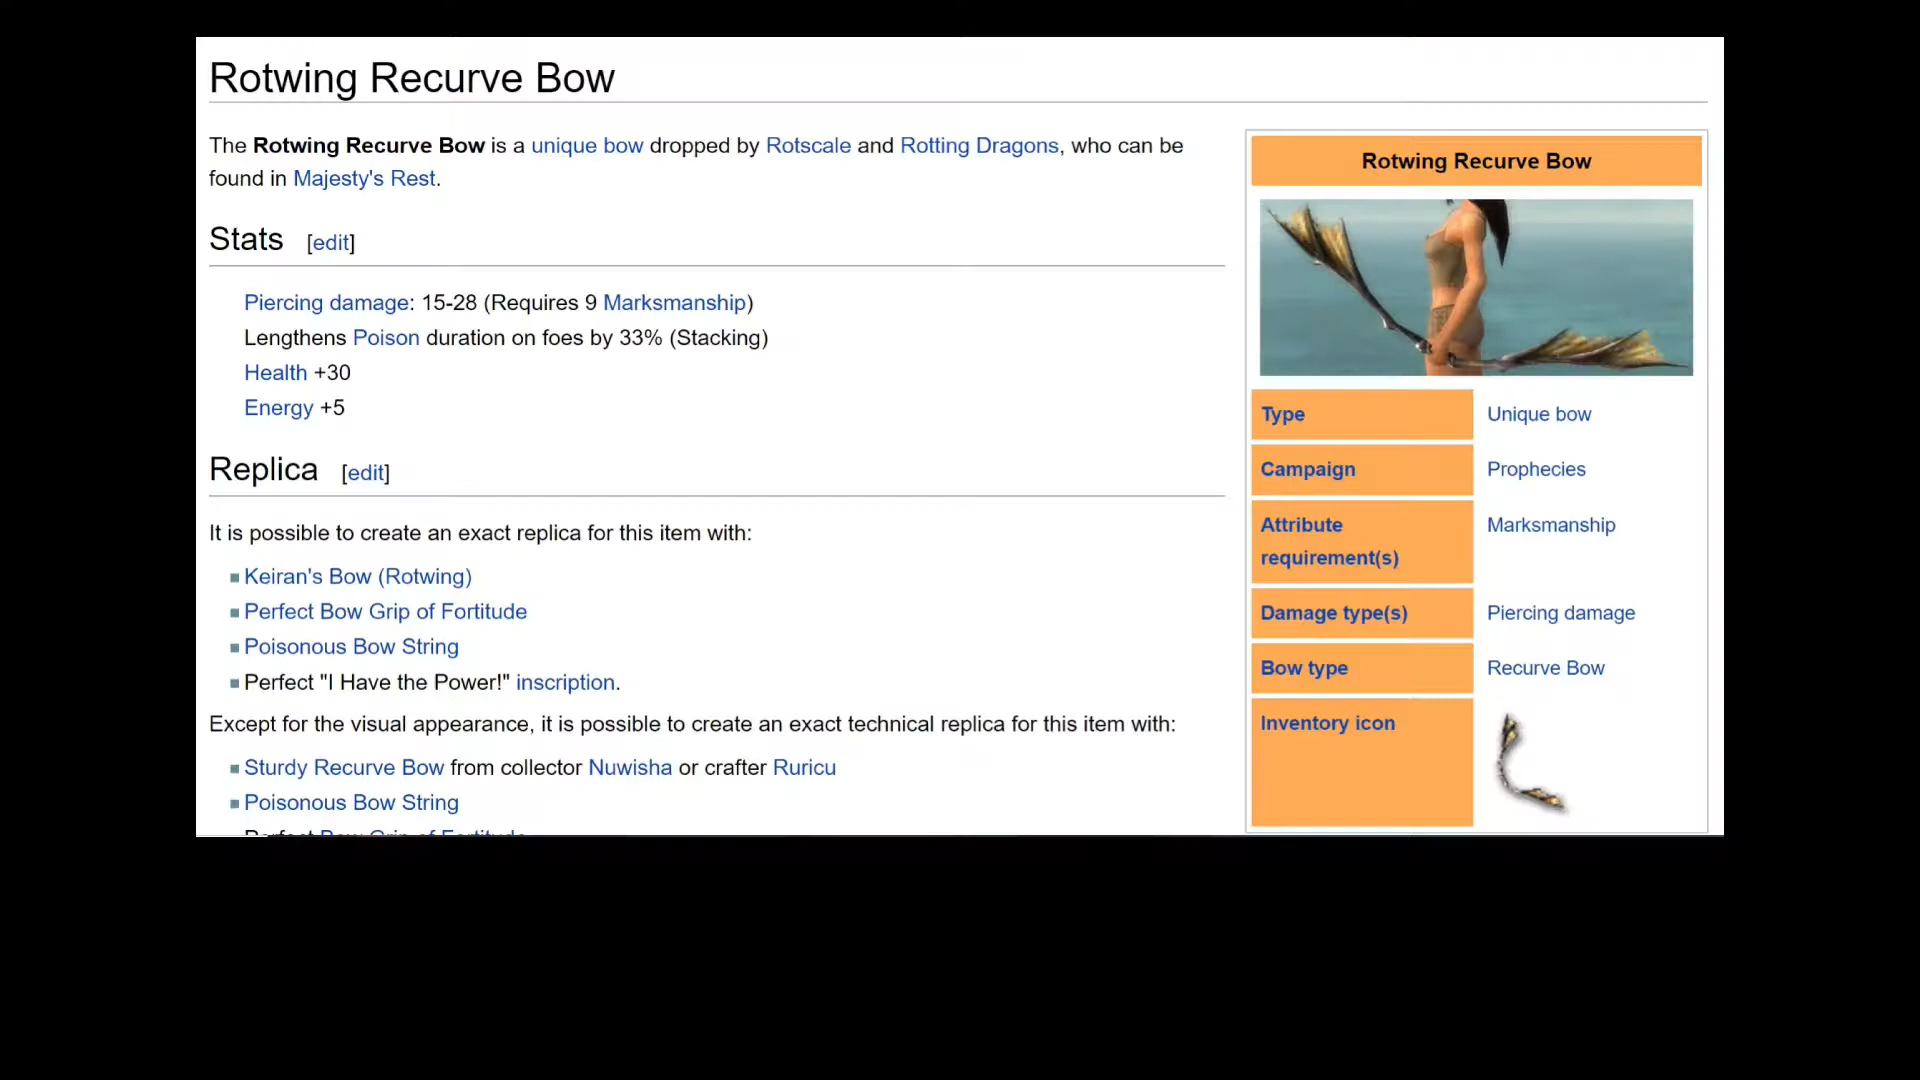 Rotwing Recurve Bow
The Rotwing Recurve Bow is a unique bow dropped by Rotscale and Rotting Dragons, who can be
found in Majesty's Rest.
Stats [edit]
Piercing damage: 15-28 (Requires 9 Marksmanship)
Lengthens Poison duration on foes by 33% (Stacking)
Health +30
Energy +5
Replica [edit]
It is possible to create an exact replica for this item with:
Keiran's Bow (Rotwing)
Perfect Bow Grip of Fortitude
Poisonous Bow String
Perfect "I Have the Power!" inscription.
Except for the visual appearance, it is possible to create an exact technical replica for this item with:
Sturdy Recurve Bow from collector Nuwisha or crafter Ruricu
Poisonous Bow String
Perfect Bow Grip of Fortitude
Rotwing Recurve Bow
Type Unique bow
Campaign Prophecies
Attribute Marksmanship
requirement(s)
Damage type(s) Piercing damage
Bow type Recurve Bow
Inventory icon